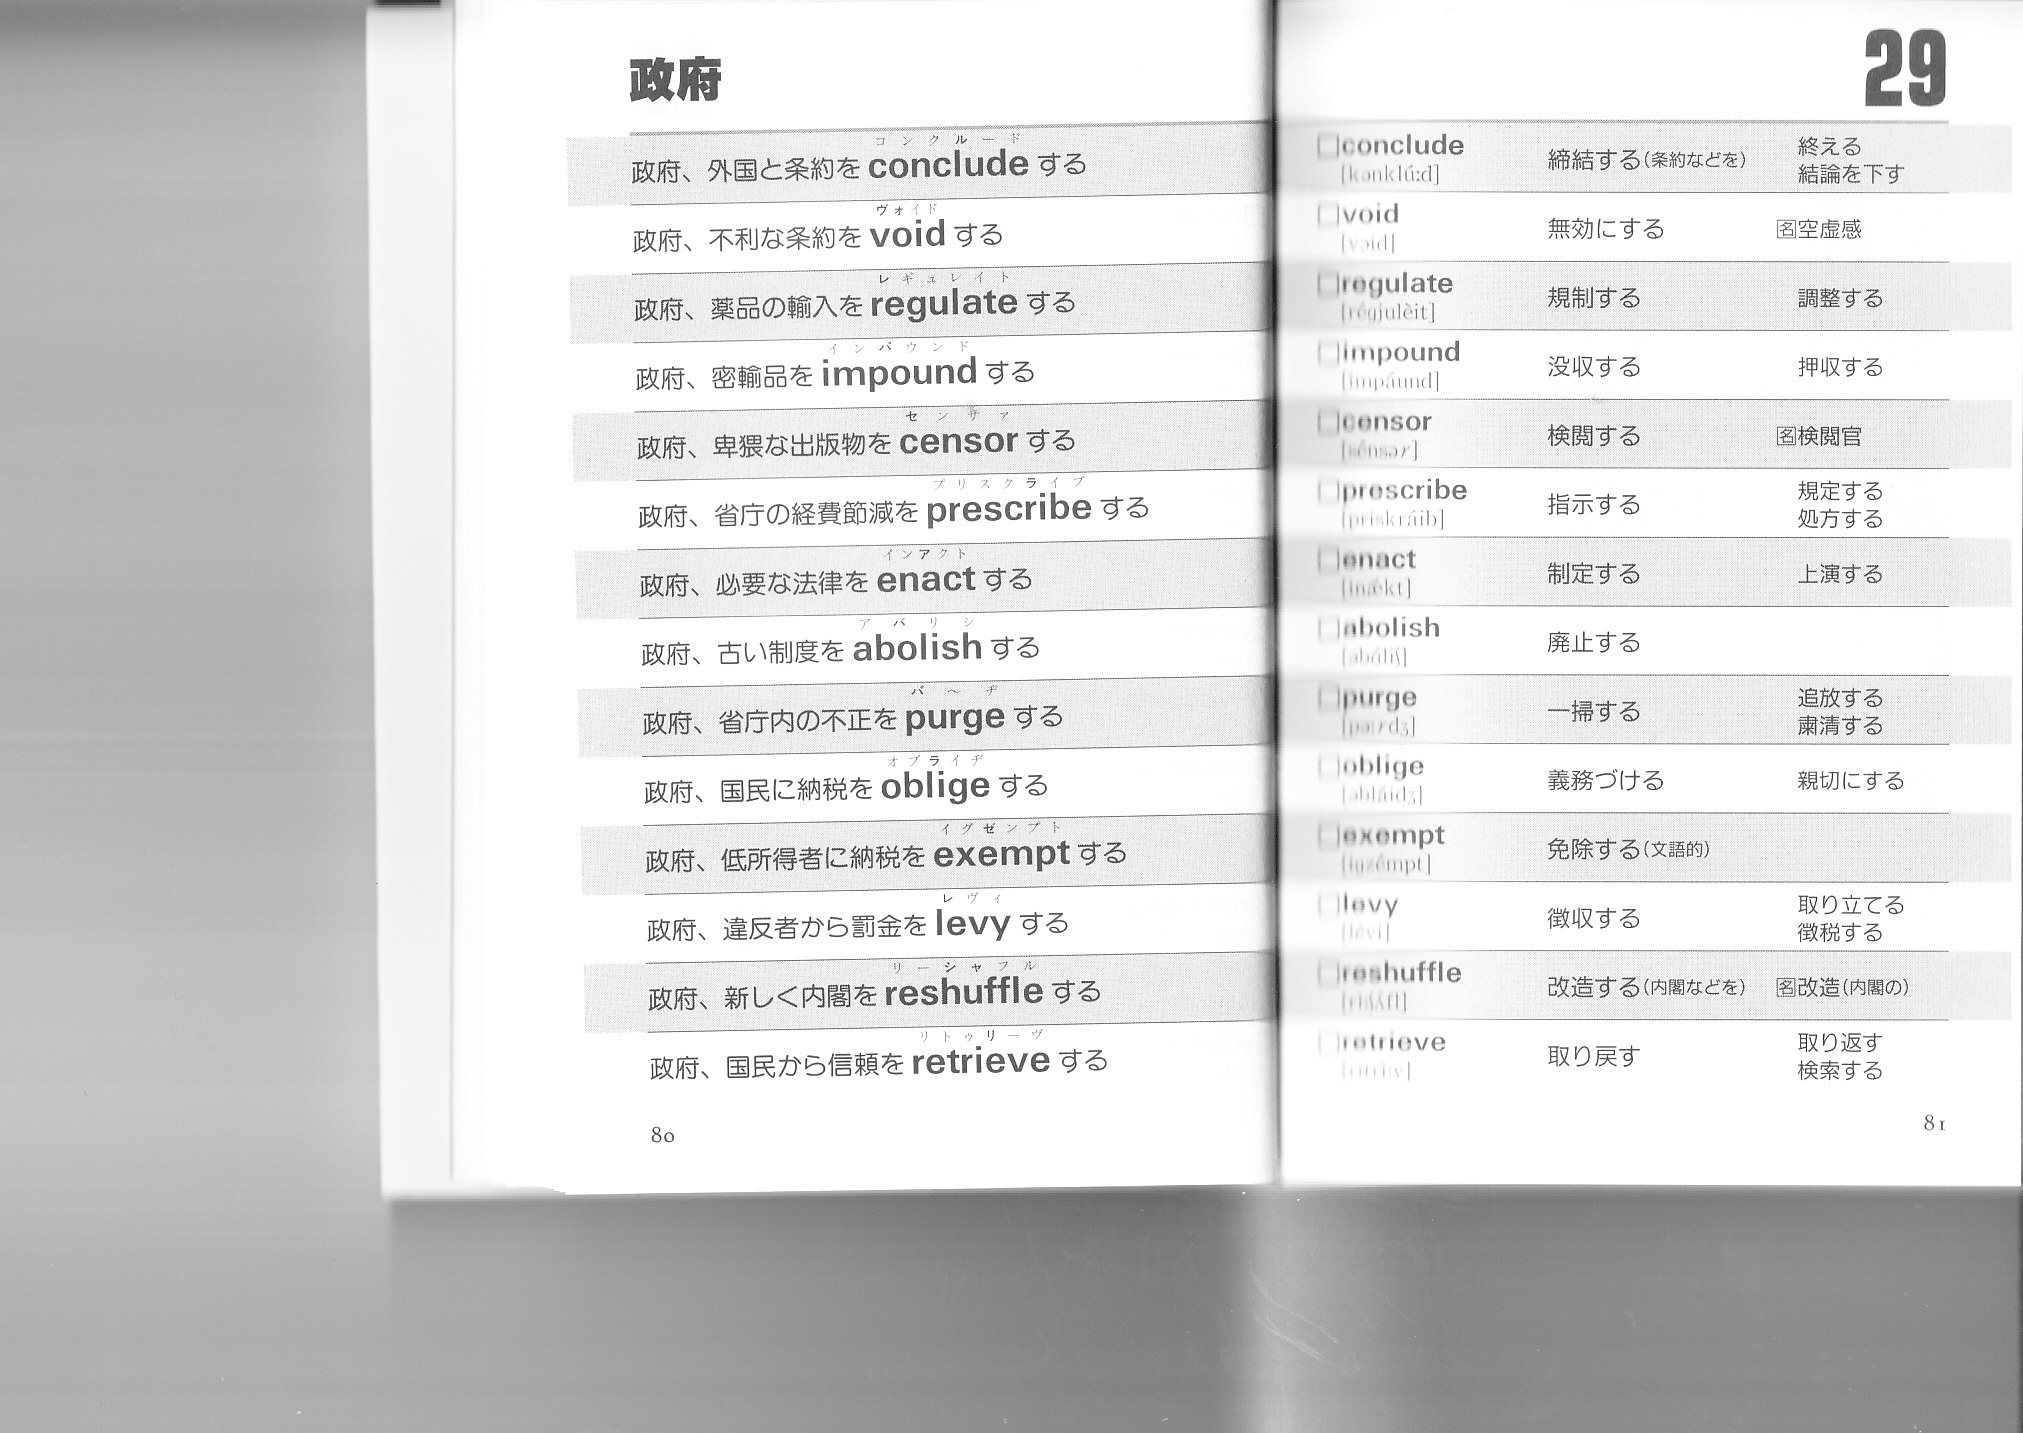 政府
コンクルード
政府、外国と条約を conclude する
ヴォイド
政府、不利な条約を void する
レギュレイト
政府、薬品の輸入を regulate する
インパウンド
政府、密輸品を impound する
センサァ
政府、卑猥な出版物を censor する
プリスクライブ
政府、省庁の経費節減を prescribe する
インアクト
政府、必要な法律を enact する
アバリシ
政府、古い制度を abolish する
パ〜ヂ
政府、省庁内の不正を purge する
オブライヂ
政府、国民に納税を oblige する
イグゼンプト
政府、低所得者に納税を exempt する
レヴィ
政府、違反者から罰金を levy する
リーシャフル
政府、新しく内閣を reshuffle する
リトゥリーヴ
政府、国民から信頼を retrieve する
80
29
conclude 締結する(条約などを) 終える
[kənklú:d] 結論を下す
void 無効にする 名空虚感
[vɔid]
regulate 規制する 調整する
[régjulèit]
impound 没収する 押収する
[impáund]
censor 検閲する 名検閲官
[sénsər]
prescribe 指示する 規定する
[priskráib] 処方する
enact 制定する 上演する
[inǽkt]
abolish 廃止する
[əbáliʃ]
purge 一掃する 追放する
[pə:rdʒ] 粛清する
oblige 義務づける 親切にする
[əbláidʒ]
exempt 免除する(文語的)
[igzémpt]
levy 徴収する 取り立てる
[lévi] 徴税する
reshuffle 改造する(内閣などを) 名改造(内閣の)
retrieve 取り戻す 取り返す
検索する
81